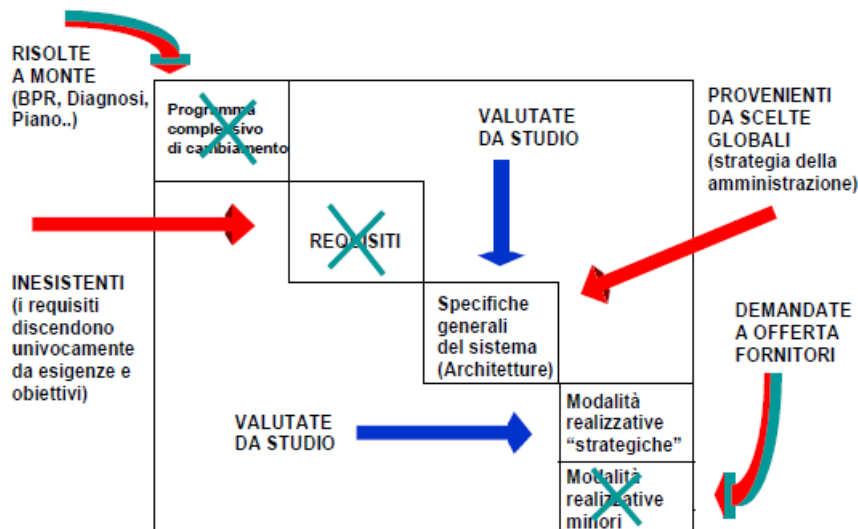 RISOLTE
A MONTE
(BPR, Diagnosi,
Piano..)
Programma
complessivo
di cambiamento
VALUTATE
DA STUDIO
PROVENIENTI
DA SCELTE
GLOBALI
(strategia della
amministrazione)
REQUISITI
INESISTENTI
(i requisiti
discendono
univocamente
da esigenze e
obiettivi)
Specifiche
generali
del sistema
(Architetture)
DEMANDATE
A OFFERTA
FORNITORI
VALUTATE
DA STUDIO
Modalità
realizzative
“strategiche”
Modalità
realizzative
minori